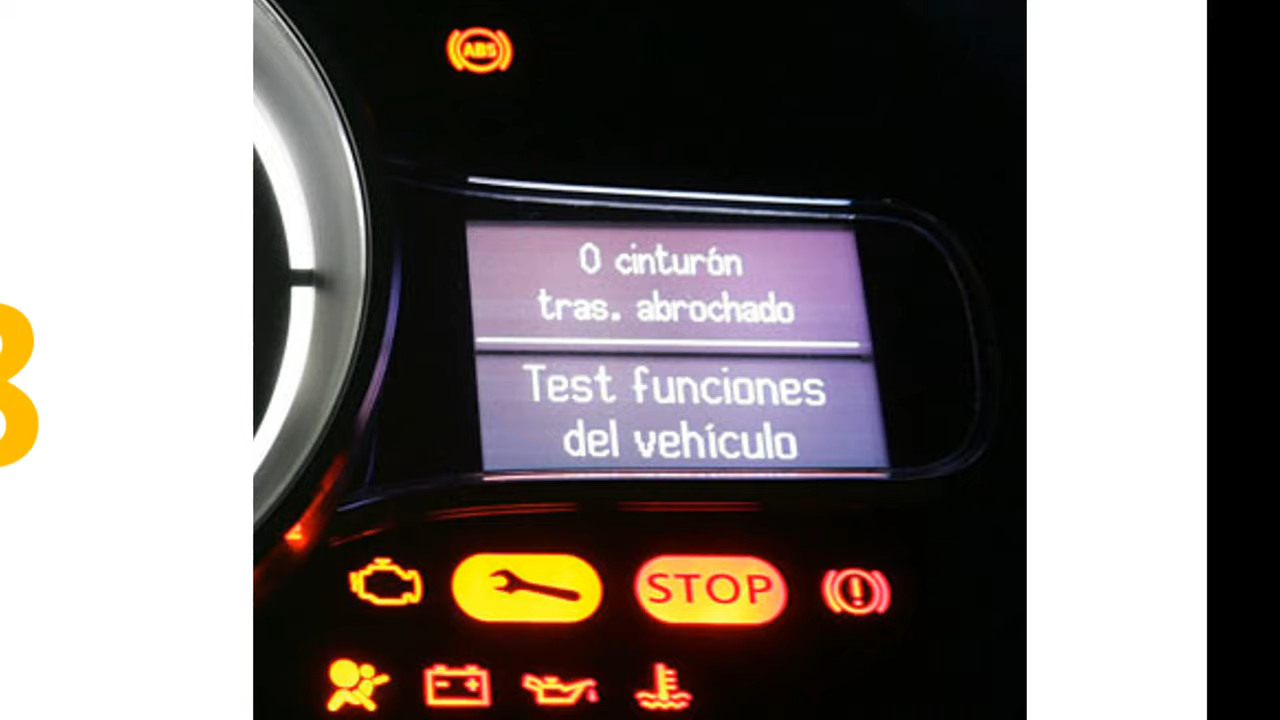 ABS
0 cinturón
tras. abrochado
Test funciones
del vehículo
STOP